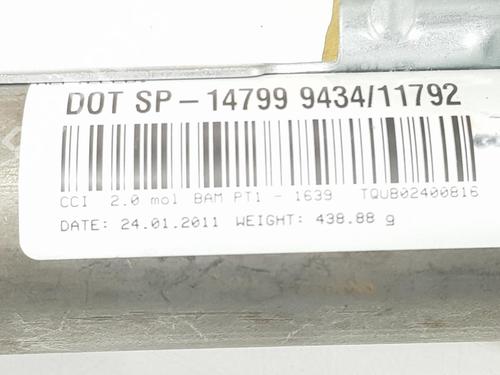 DOT SP-14799 9434/11792
CCI 2.0 mol BAM PT1 - 1639 TQUB02400816
DATE: 24.01.2011 WEIGHT: 438.88 g